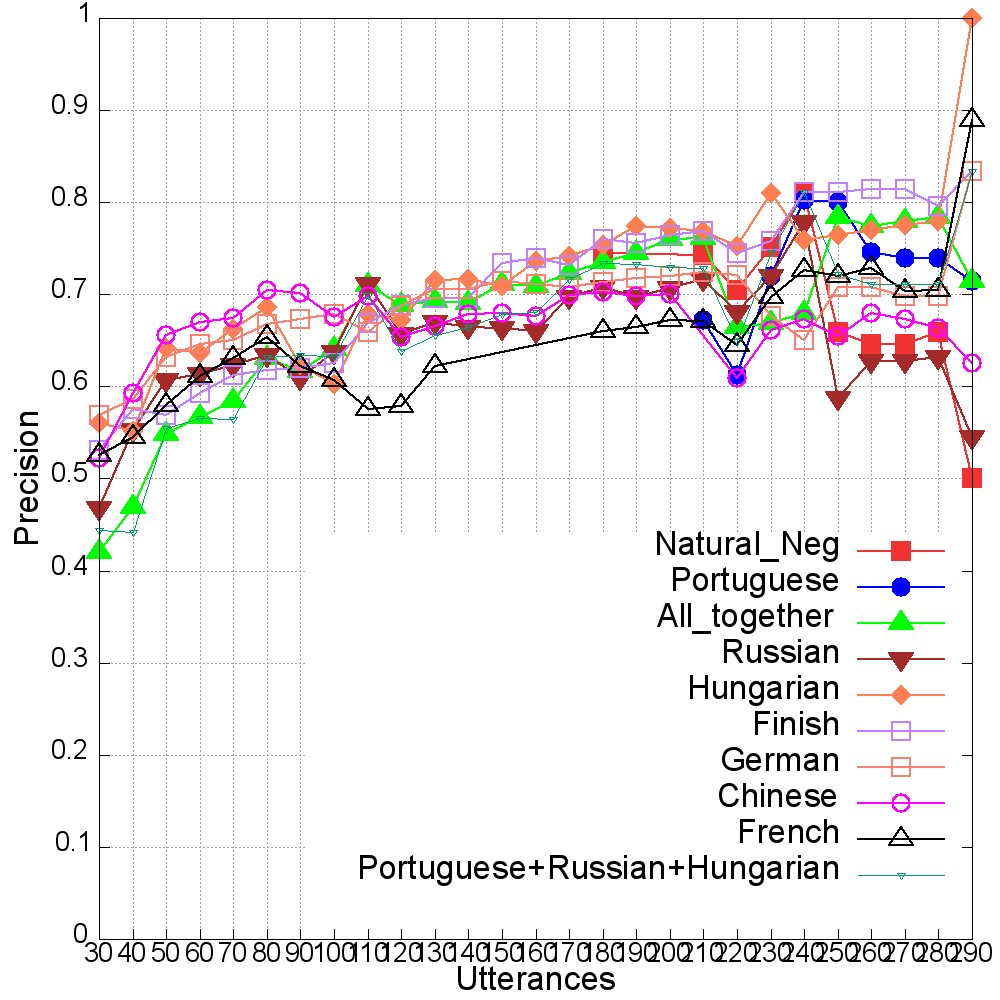 1
0.9
0.8
0.7
0.6
0.5
0.4
0.3
0.2
0.1
0
Precision
Natural_Neg
Portuguese
All_together
Russian
Hungarian
Finish
German
Chinese
French
Portuguese+Russian+Hungarian
30 40 50 60 70 80 90 100 110 120 130 140 150 160 170 180 190 200 210 220 230 240 250 260 270 280 290
Utterances